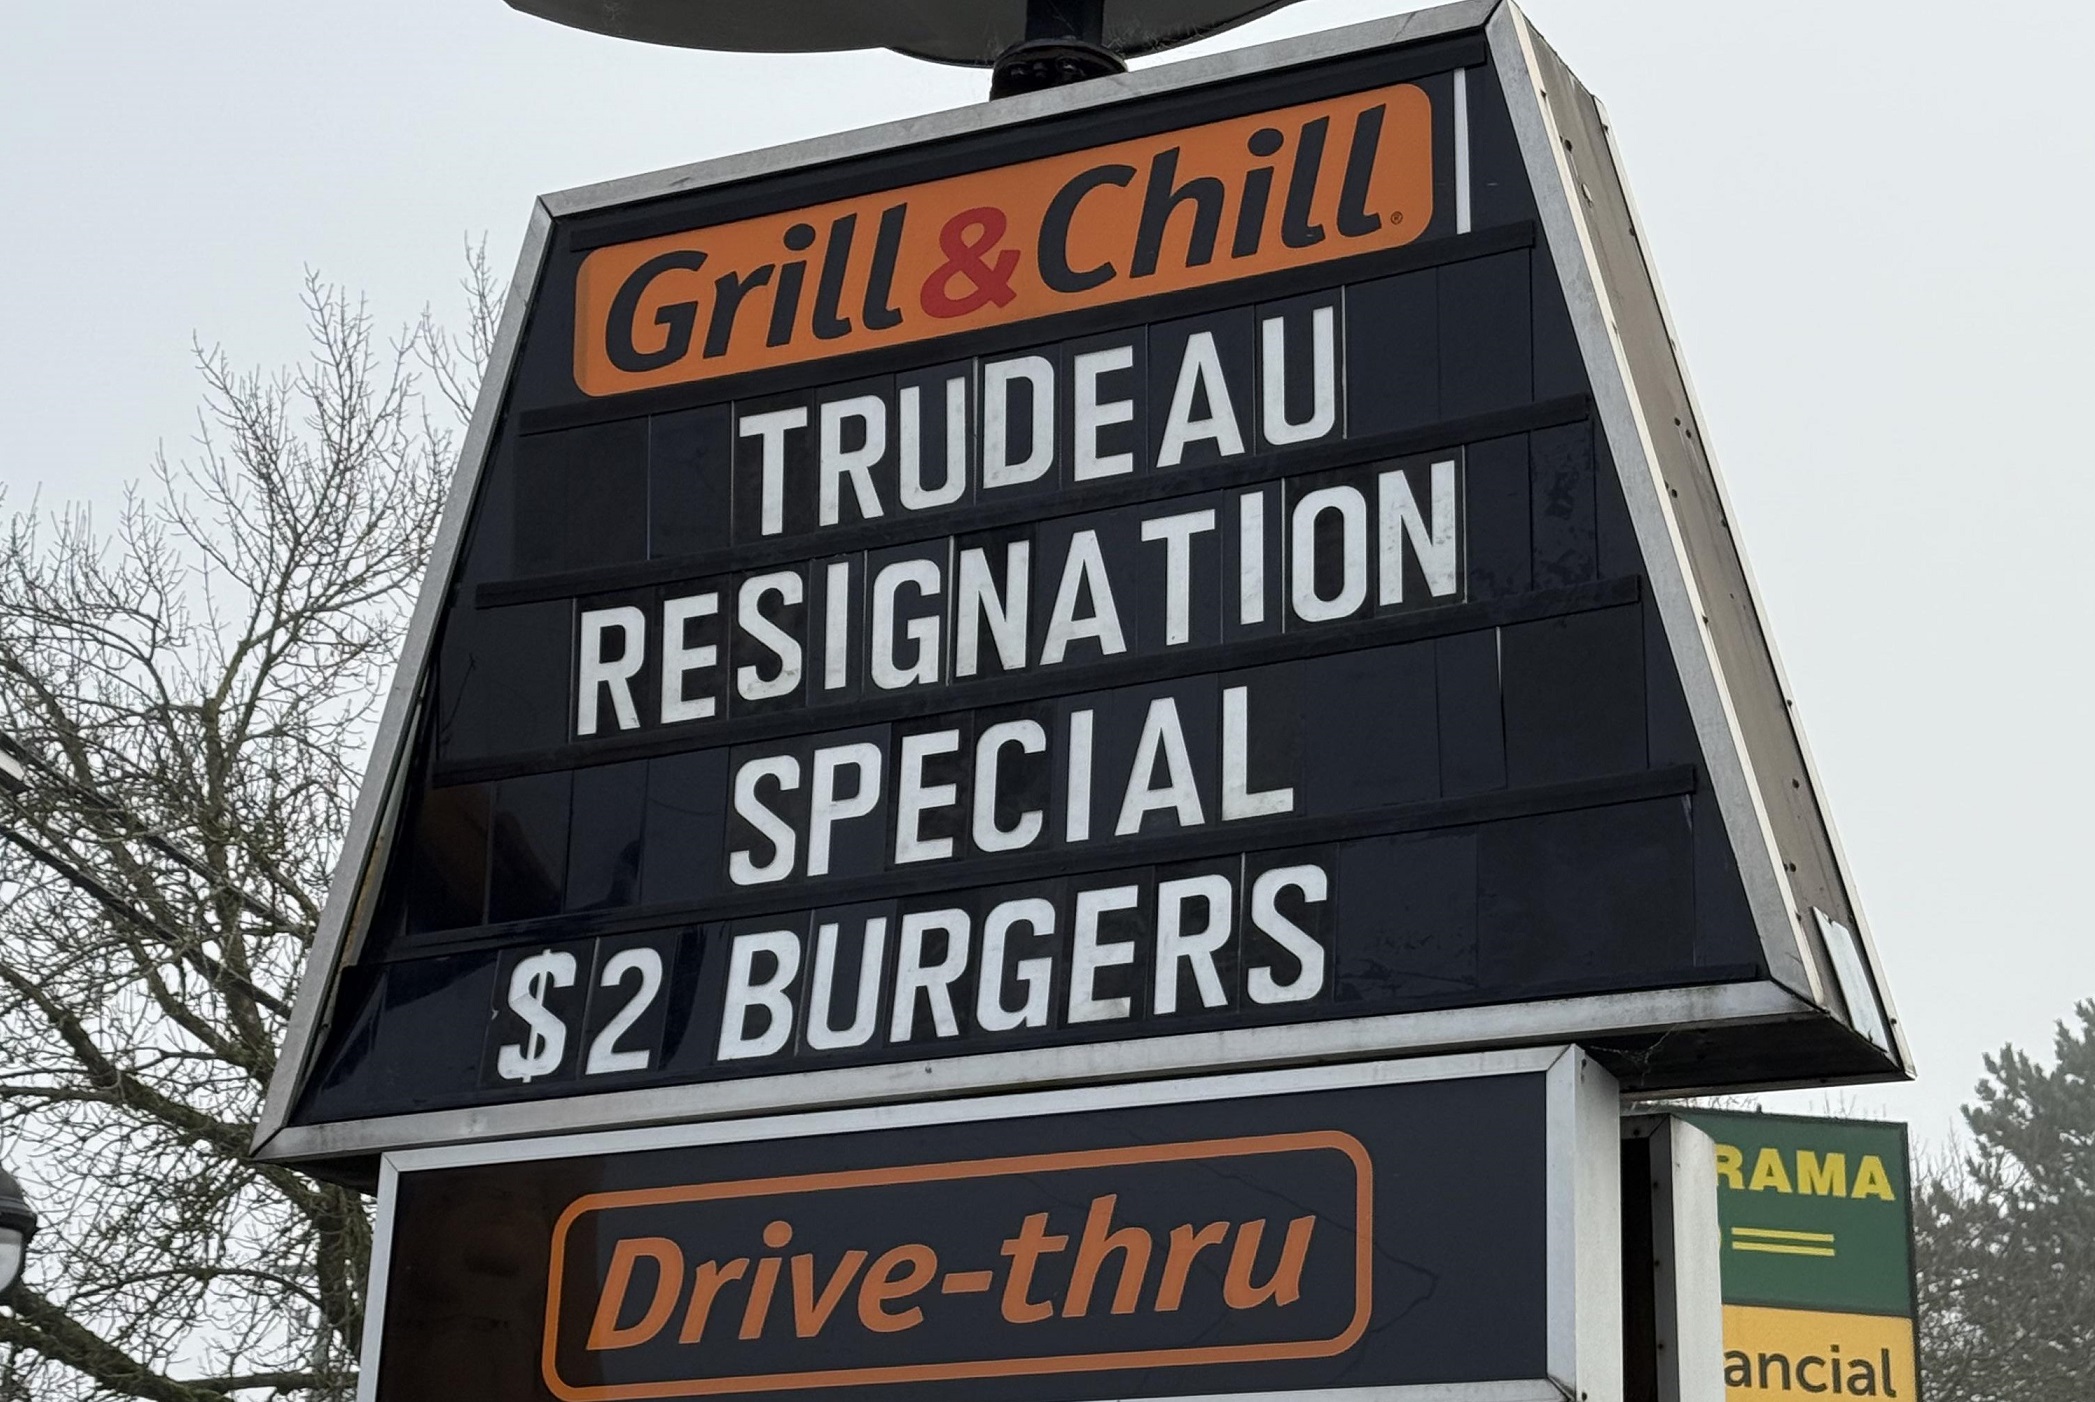 Grill & Chill®
TRUDEAU
RESIGNATION
SPECIAL
$2 BURGERS
Drive-thru
RAMA
ancial